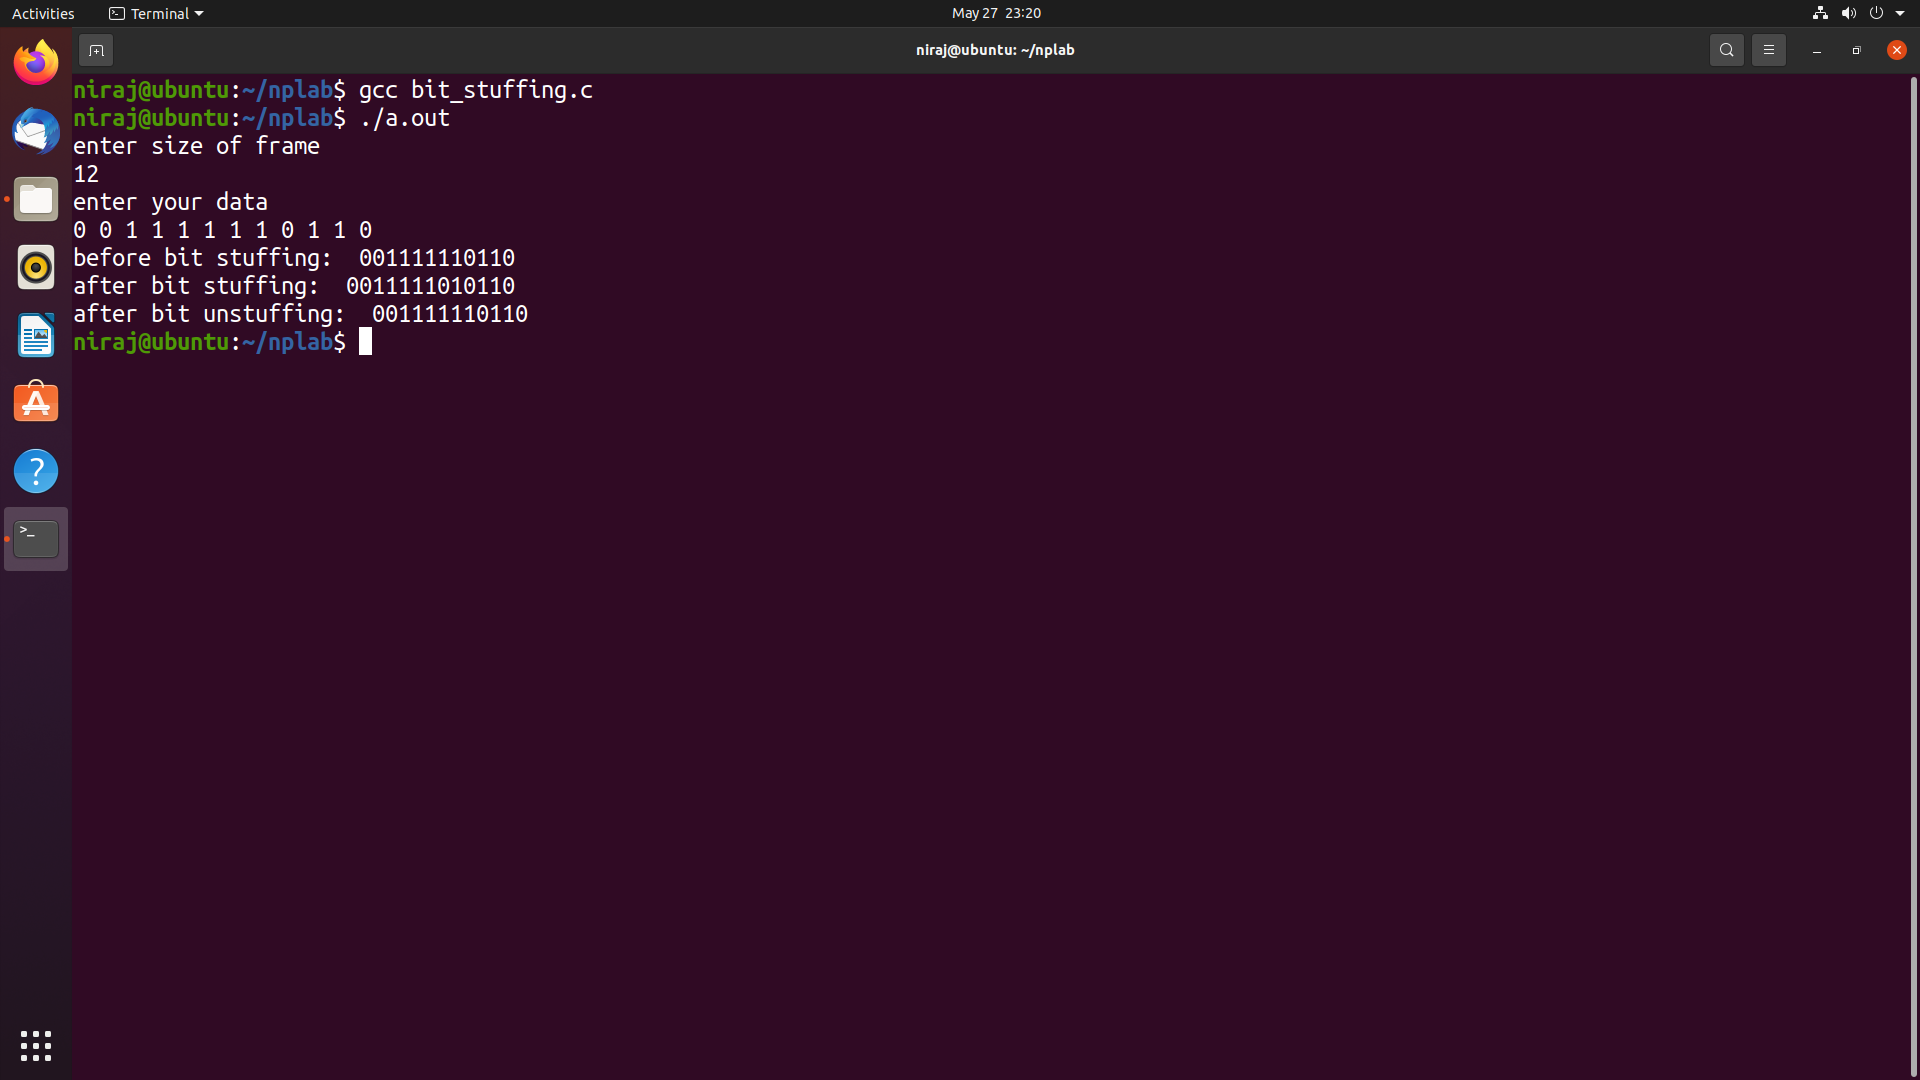 Activities Terminal May 27 23:20
niraj@ubuntu: ~/nplab
niraj@ubuntu:~/nplab$ gcc bit_stuffing.c
niraj@ubuntu:~/nplab$ ./a.out
enter size of frame
12
enter your data
0 0 1 1 1 1 1 1 0 1 1 0
before bit stuffing:  001111110110
after bit stuffing:  0011111010110
after bit unstuffing:  001111110110
niraj@ubuntu:~/nplab$